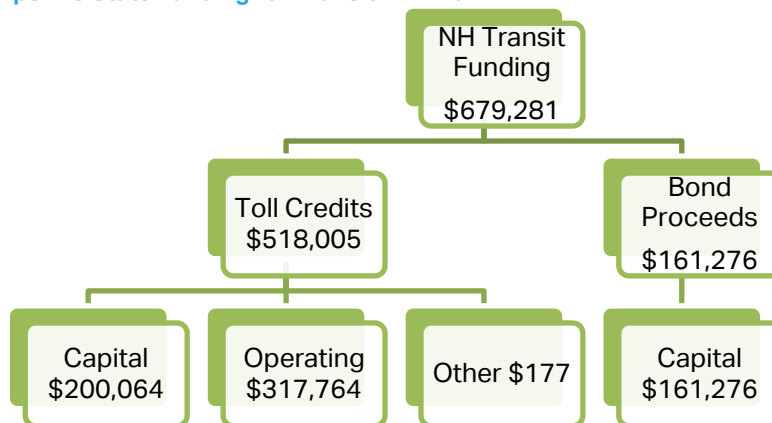 NH Transit
Funding
$679,281
Toll Credits
$518,005
Bond
Proceeds
$161,276
Capital
$200,064
Operating
$317,764
Other $177
Capital
$161,276